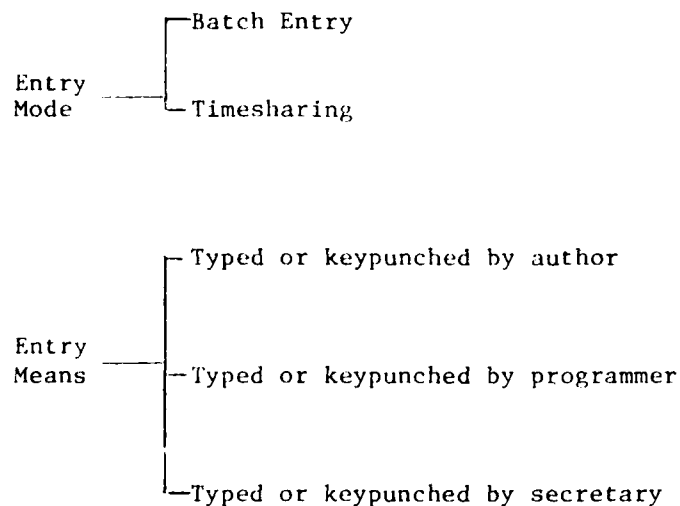 Batch Entry
Entry
Mode
Timesharing
Typed or keypunched by author
Entry
Means
Typed or keypunched by programmer
Typed or keypunched by secretary